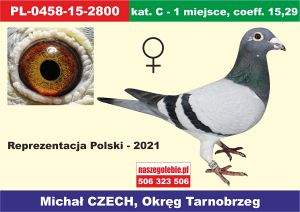 PL-0458-15-2800
kat. C - 1 miejsce, coeff. 15,29
Reprezentacja Polski - 2021
naszegolebie.pl
506 323 506
Michał CZECH, Okręg Tarnobrzeg